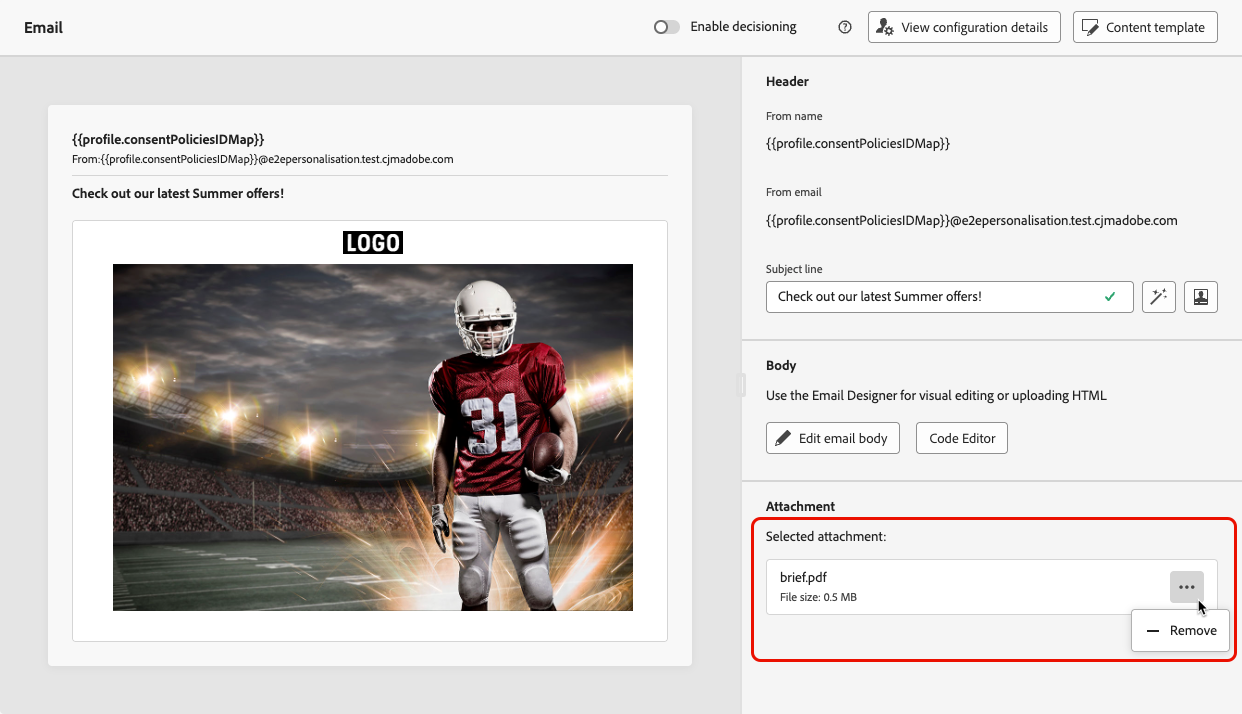 Email
Enable decisioning
View configuration details
Content template
{{profile.consentPoliciesIDMap}}
From:{{profile.consentPoliciesIDMap}}@e2epersonalisation.test.cjmadobe.com
Check out our latest Summer offers!
LOGO
31
Header
From name
{{profile.consentPoliciesIDMap}}
From email
{{profile.consentPoliciesIDMap}}@e2epersonalisation.test.cjmadobe.com
Subject line
Check out our latest Summer offers!
Body
Use the Email Designer for visual editing or uploading HTML
Edit email body
Code Editor
Attachment
Selected attachment:
brief.pdf
File size: 0.5 MB
Remove